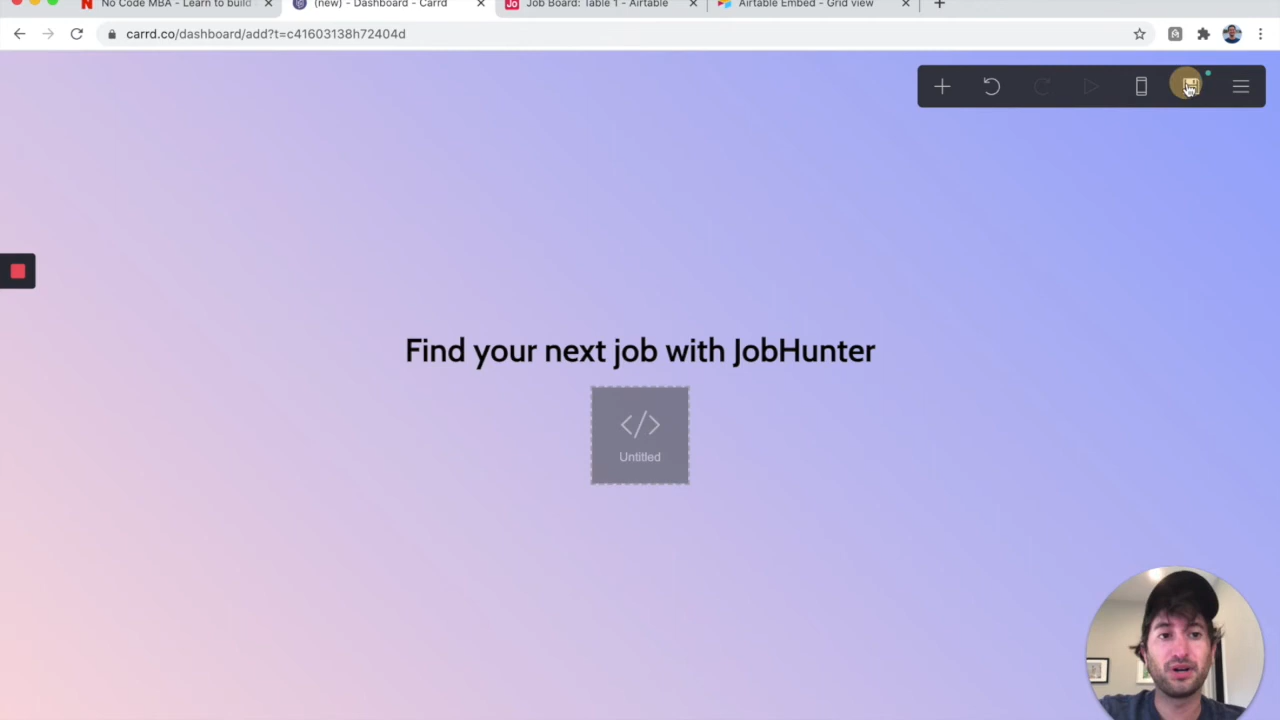 No Code MBA - Learn to build
(new) - Dashboard - Carrd
Jo
Job Board: Table 1 - Airtable
Airtable Embed - Grid view
carrd.co/dashboard/add?t=c41603138h72404d
Find your next job with JobHunter
</>
Untitled